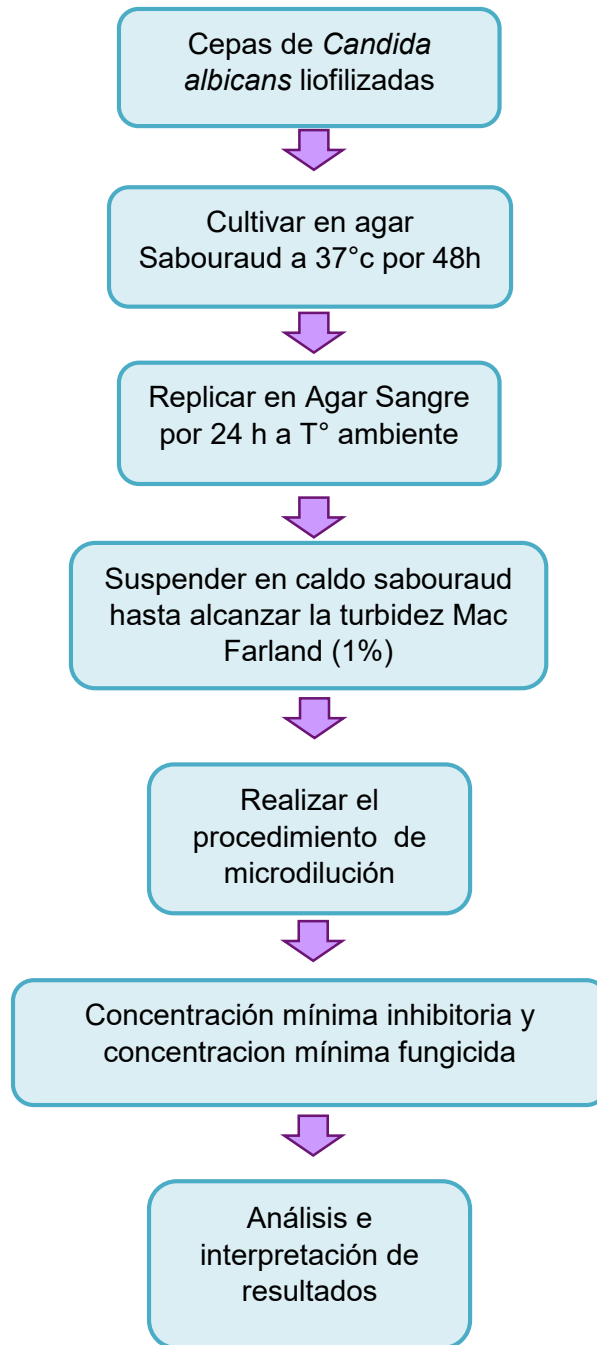 Cepas de Candida
albicans liofilizadas
Cultivar en agar
Sabouraud a 37°c por 48h
Replicar en Agar Sangre
por 24 h a T° ambiente
Suspender en caldo sabouraud
hasta alcanzar la turbidez Mac
Farland (1%)
Realizar el
procedimiento de
microdilución
Concentración mínima inhibitoria y
concentracion mínima fungicida
Análisis e
interpretación de
resultados